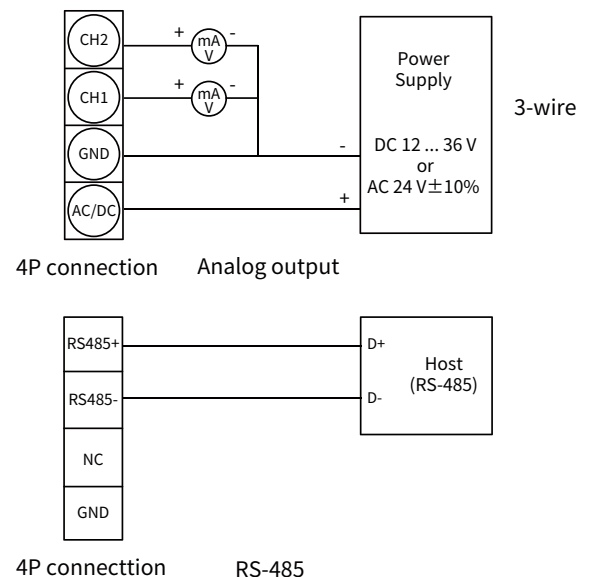 CH2
+
mA
V
-
CH1
+
mA
V
-
GND
-
AC/DC
+
Power
Supply
DC 12 ... 36 V
or
AC 24 V±10%
3-wire
4P connection
Analog output
RS485+
D+
RS485-
D-
Host
(RS-485)
NC
GND
4P connecttion
RS-485